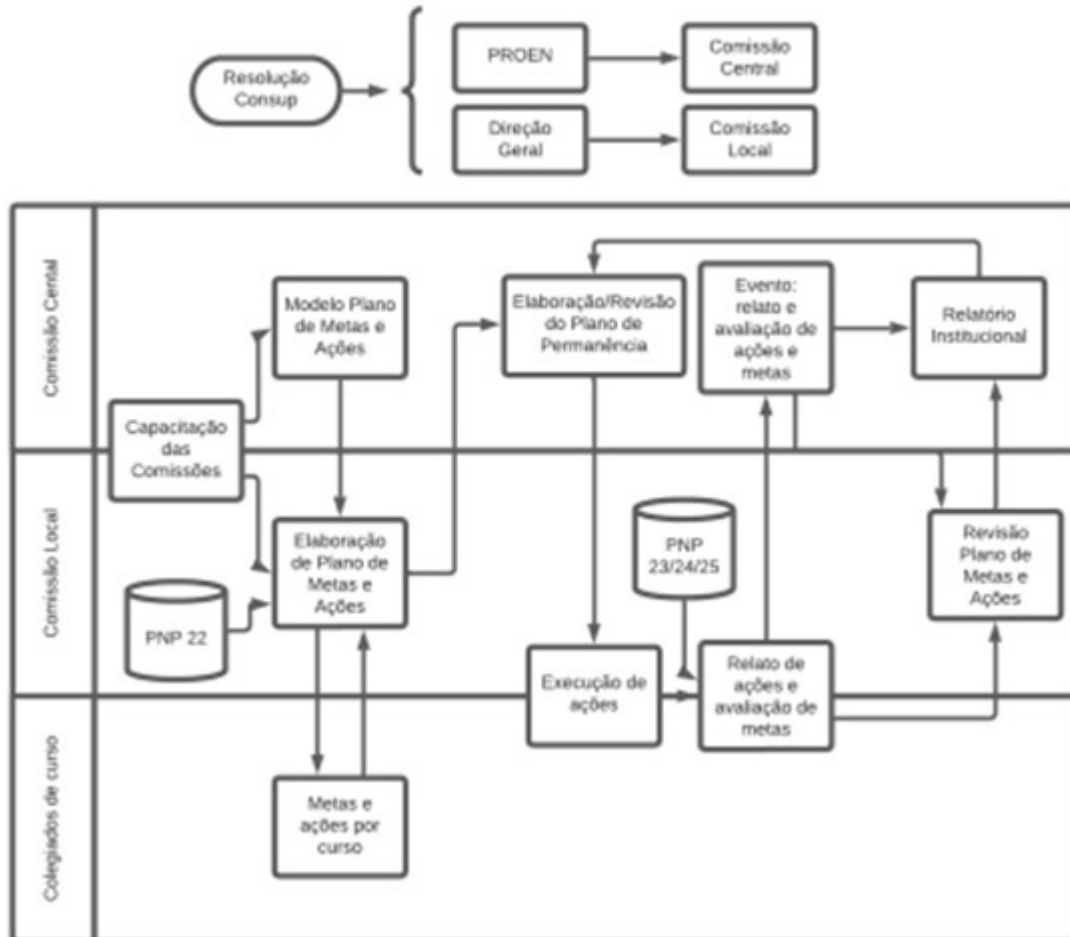 Resolução
Consup
PROEN
Comissão
Central
Direção
Geral
Comissão
Local
Comissão Cental
Modelo Plano
de Metas e
Ações
Elaboração/Revisão
do Plano de
Permanência
Evento:
relato e
avaliação de
ações e
metas
Relatório
Institucional
Capacitação
das
Comissões
Comissão Local
Elaboração
de Plano de
Metas e
Ações
PNP 22
PNP
23/24/25
Revisão
Plano de
Metas e
Ações
Execução de
ações
Relato de
ações e
avaliação de
metas
Colegiados de curso
Metas e
ações por
curso